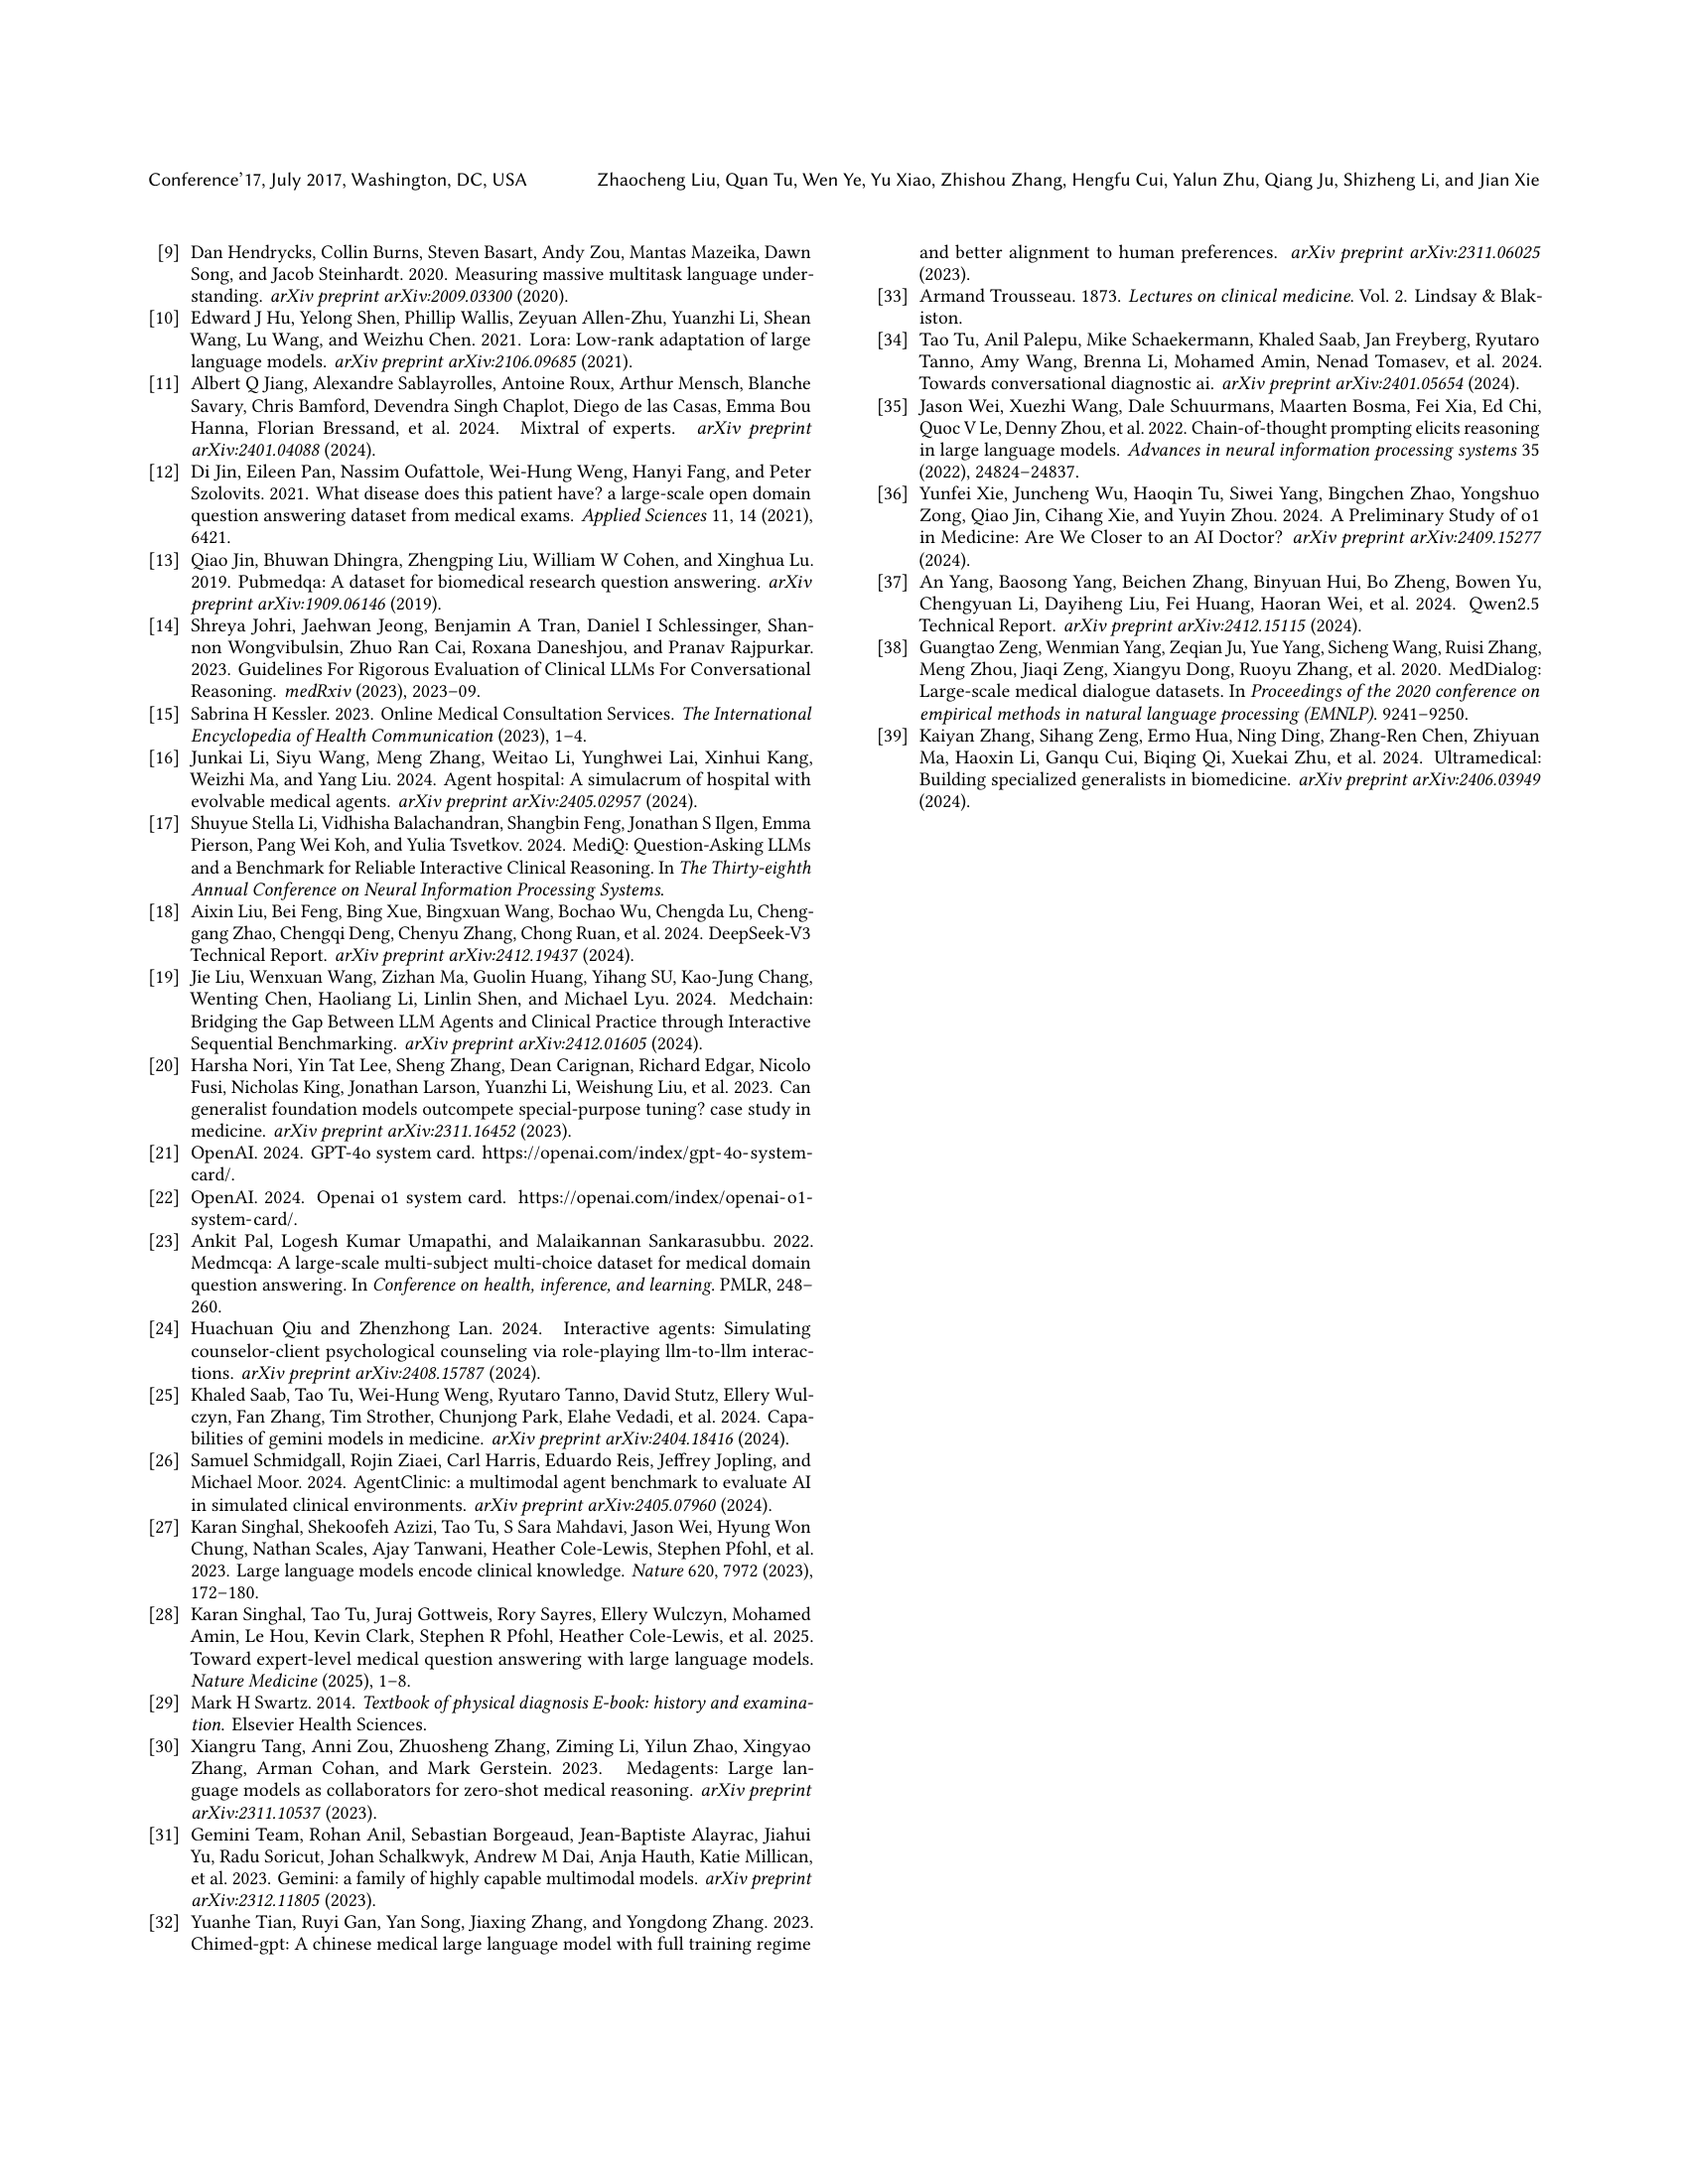 Conference'17, July 2017, Washington, DC, USA
Zhaocheng Liu, Quan Tu, Wen Ye, Yu Xiao, Zhishou Zhang, Hengfu Cui, Yalun Zhu, Qiang Ju, Shizheng Li, and Jian Xie
[9] Dan Hendrycks, Collin Burns, Steven Basart, Andy Zou, Mantas Mazeika, Dawn
Song, and Jacob Steinhardt. 2020. Measuring massive multitask language under-
standing. arXiv preprint arXiv:2009.03300 (2020).
[10] Edward J Hu, Yelong Shen, Phillip Wallis, Zeyuan Allen-Zhu, Yuanzhi Li, Shean
Wang, Lu Wang, and Weizhu Chen. 2021. Lora: Low-rank adaptation of large
language models. arXiv preprint arXiv:2106.09685 (2021).
[11] Albert Q Jiang, Alexandre Sablayrolles, Antoine Roux, Arthur Mensch, Blanche
Savary, Chris Bamford, Devendra Singh Chaplot, Diego de las Casas, Emma Bou
Hanna, Florian Bressand, et al. 2024. Mixtral of experts. arXiv preprint
arXiv:2401.04088 (2024).
[12] Di Jin, Eileen Pan, Nassim Oufattole, Wei-Hung Weng, Hanyi Fang, and Peter
Szolovits. 2021. What disease does this patient have? a large-scale open domain
question answering dataset from medical exams. Applied Sciences 11, 14 (2021),
6421.
[13] Qiao Jin, Bhuwan Dhingra, Zhengping Liu, William W Cohen, and Xinghua Lu.
2019. Pubmedqa: A dataset for biomedical research question answering. arXiv
preprint arXiv:1909.06146 (2019).
[14] Shreya Johri, Jaehwan Jeong, Benjamin A Tran, Daniel I Schlessinger, Shan-
non Wongvibulsin, Zhuo Ran Cai, Roxana Daneshjou, and Pranav Rajpurkar.
2023. Guidelines For Rigorous Evaluation of Clinical LLMs For Conversational
Reasoning. medRxiv (2023), 2023–09.
[15] Sabrina H Kessler. 2023. Online Medical Consultation Services. The International
Encyclopedia of Health Communication (2023), 1–4.
[16] Junkai Li, Siyu Wang, Meng Zhang, Weitao Li, Yunghwei Lai, Xinhui Kang,
Weizhi Ma, and Yang Liu. 2024. Agent hospital: A simulacrum of hospital with
evolvable medical agents. arXiv preprint arXiv:2405.02957 (2024).
[17] Shuyue Stella Li, Vidhisha Balachandran, Shangbin Feng, Jonathan S Ilgen, Emma
Pierson, Pang Wei Koh, and Yulia Tsvetkov. 2024. MediQ: Question-Asking LLMs
and a Benchmark for Reliable Interactive Clinical Reasoning. In The Thirty-eighth
Annual Conference on Neural Information Processing Systems.
[18] Aixin Liu, Bei Feng, Bing Xue, Bingxuan Wang, Bochao Wu, Chengda Lu, Cheng-
gang Zhao, Chengqi Deng, Chenyu Zhang, Chong Ruan, et al. 2024. DeepSeek-V3
Technical Report. arXiv preprint arXiv:2412.19437 (2024).
[19] Jie Liu, Wenxuan Wang, Zizhan Ma, Guolin Huang, Yihang SU, Kao-Jung Chang,
Wenting Chen, Haoliang Li, Linlin Shen, and Michael Lyu. 2024. Medchain:
Bridging the Gap Between LLM Agents and Clinical Practice through Interactive
Sequential Benchmarking. arXiv preprint arXiv:2412.01605 (2024).
[20] Harsha Nori, Yin Tat Lee, Sheng Zhang, Dean Carignan, Richard Edgar, Nicolo
Fusi, Nicholas King, Jonathan Larson, Yuanzhi Li, Weishung Liu, et al. 2023. Can
generalist foundation models outcompete special-purpose tuning? case study in
medicine. arXiv preprint arXiv:2311.16452 (2023).
[21] OpenAI. 2024. GPT-4o system card. https://openai.com/index/gpt-4o-system-
card/.
[22] OpenAI. 2024. Openai o1 system card. https://openai.com/index/openai-o1-
system-card/.
[23] Ankit Pal, Logesh Kumar Umapathi, and Malaikannan Sankarasubbu. 2022.
Medmcqa: A large-scale multi-subject multi-choice dataset for medical domain
question answering. In Conference on health, inference, and learning. PMLR, 248–
260.
[24] Huachuan Qiu and Zhenzhong Lan. 2024. Interactive agents: Simulating
counselor-client psychological counseling via role-playing llm-to-llm interac-
tions. arXiv preprint arXiv:2408.15787 (2024).
[25] Khaled Saab, Tao Tu, Wei-Hung Weng, Ryutaro Tanno, David Stutz, Ellery Wul-
czyn, Fan Zhang, Tim Strother, Chunjong Park, Elahe Vedadi, et al. 2024. Capa-
bilities of gemini models in medicine. arXiv preprint arXiv:2404.18416 (2024).
[26] Samuel Schmidgall, Rojin Ziaei, Carl Harris, Eduardo Reis, Jeffrey Jopling, and
Michael Moor. 2024. AgentClinic: a multimodal agent benchmark to evaluate AI
in simulated clinical environments. arXiv preprint arXiv:2405.07960 (2024).
[27] Karan Singhal, Shekoofeh Azizi, Tao Tu, S Sara Mahdavi, Jason Wei, Hyung Won
Chung, Nathan Scales, Ajay Tanwani, Heather Cole-Lewis, Stephen Pfohl, et al.
2023. Large language models encode clinical knowledge. Nature 620, 7972 (2023),
172–180.
[28] Karan Singhal, Tao Tu, Juraj Gottweis, Rory Sayres, Ellery Wulczyn, Mohamed
Amin, Le Hou, Kevin Clark, Stephen R Pfohl, Heather Cole-Lewis, et al. 2025.
Toward expert-level medical question answering with large language models.
Nature Medicine (2025), 1–8.
[29] Mark H Swartz. 2014. Textbook of physical diagnosis E-book: history and examina-
tion. Elsevier Health Sciences.
[30] Xiangru Tang, Anni Zou, Zhuosheng Zhang, Ziming Li, Yilun Zhao, Xingyao
Zhang, Arman Cohan, and Mark Gerstein. 2023. Medagents: Large lan-
guage models as collaborators for zero-shot medical reasoning. arXiv preprint
arXiv:2311.10537 (2023).
[31] Gemini Team, Rohan Anil, Sebastian Borgeaud, Jean-Baptiste Alayrac, Jiahui
Yu, Radu Soricut, Johan Schalkwyk, Andrew M Dai, Anja Hauth, Katie Millican,
et al. 2023. Gemini: a family of highly capable multimodal models. arXiv preprint
arXiv:2312.11805 (2023).
[32] Yuanhe Tian, Ruyi Gan, Yan Song, Jiaxing Zhang, and Yongdong Zhang. 2023.
Chimed-gpt: A chinese medical large language model with full training regime
and better alignment to human preferences. arXiv preprint arXiv:2311.06025
(2023).
[33] Armand Trousseau. 1873. Lectures on clinical medicine. Vol. 2. Lindsay & Blak-
iston.
[34] Tao Tu, Anil Palepu, Mike Schaekermann, Khaled Saab, Jan Freyberg, Ryutaro
Tanno, Amy Wang, Brenna Li, Mohamed Amin, Nenad Tomasev, et al. 2024.
Towards conversational diagnostic ai. arXiv preprint arXiv:2401.05654 (2024).
[35] Jason Wei, Xuezhi Wang, Dale Schuurmans, Maarten Bosma, Fei Xia, Ed Chi,
Quoc V Le, Denny Zhou, et al. 2022. Chain-of-thought prompting elicits reasoning
in large language models. Advances in neural information processing systems 35
(2022), 24824–24837.
[36] Yunfei Xie, Juncheng Wu, Haoqin Tu, Siwei Yang, Bingchen Zhao, Yongshuo
Zong, Qiao Jin, Cihang Xie, and Yuyin Zhou. 2024. A Preliminary Study of o1
in Medicine: Are We Closer to an AI Doctor? arXiv preprint arXiv:2409.15277
(2024).
[37] An Yang, Baosong Yang, Beichen Zhang, Binyuan Hui, Bo Zheng, Bowen Yu,
Chengyuan Li, Dayiheng Liu, Fei Huang, Haoran Wei, et al. 2024. Qwen2.5
Technical Report. arXiv preprint arXiv:2412.15115 (2024).
[38] Guangtao Zeng, Wenmian Yang, Zeqian Ju, Yue Yang, Sicheng Wang, Ruisi Zhang,
Meng Zhou, Jiaqi Zeng, Xiangyu Dong, Ruoyu Zhang, et al. 2020. MedDialog:
Large-scale medical dialogue datasets. In Proceedings of the 2020 conference on
empirical methods in natural language processing (EMNLP). 9241–9250.
[39] Kaiyan Zhang, Sihang Zeng, Ermo Hua, Ning Ding, Zhang-Ren Chen, Zhiyuan
Ma, Haoxin Li, Ganqu Cui, Biqing Qi, Xuekai Zhu, et al. 2024. Ultramedical:
Building specialized generalists in biomedicine. arXiv preprint arXiv:2406.03949
(2024).